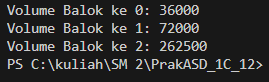 Volume Balok ke 0: 36000
Volume Balok ke 1: 72000
Volume Balok ke 2: 262500
PS C:\kuliah\SM 2\PrakASD_1C_12>